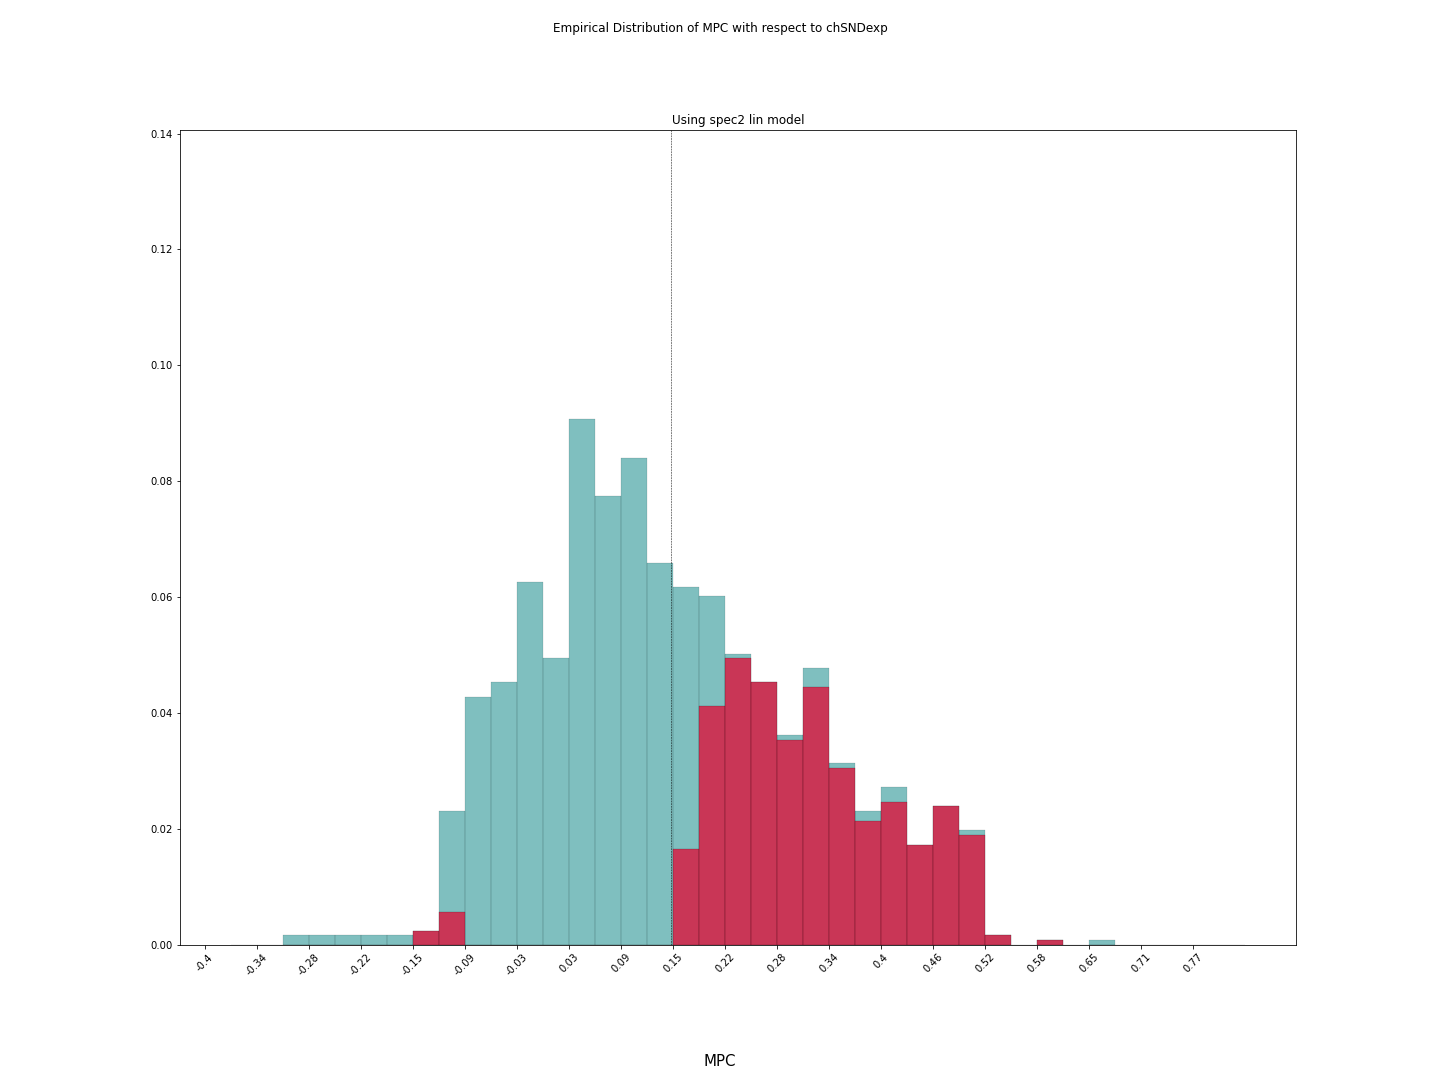 Empirical Distribution of MPC with respect to chSNDexp
Using spec2 lin model
0.14
0.12
0.10
0.08
0.06
0.04
0.02
0.00
-0.4 -0.34 -0.28 -0.22 -0.15 -0.09 -0.03 0.03 0.09 0.15 0.22 0.28 0.34 0.4 0.46 0.52 0.58 0.65 0.71 0.77
MPC